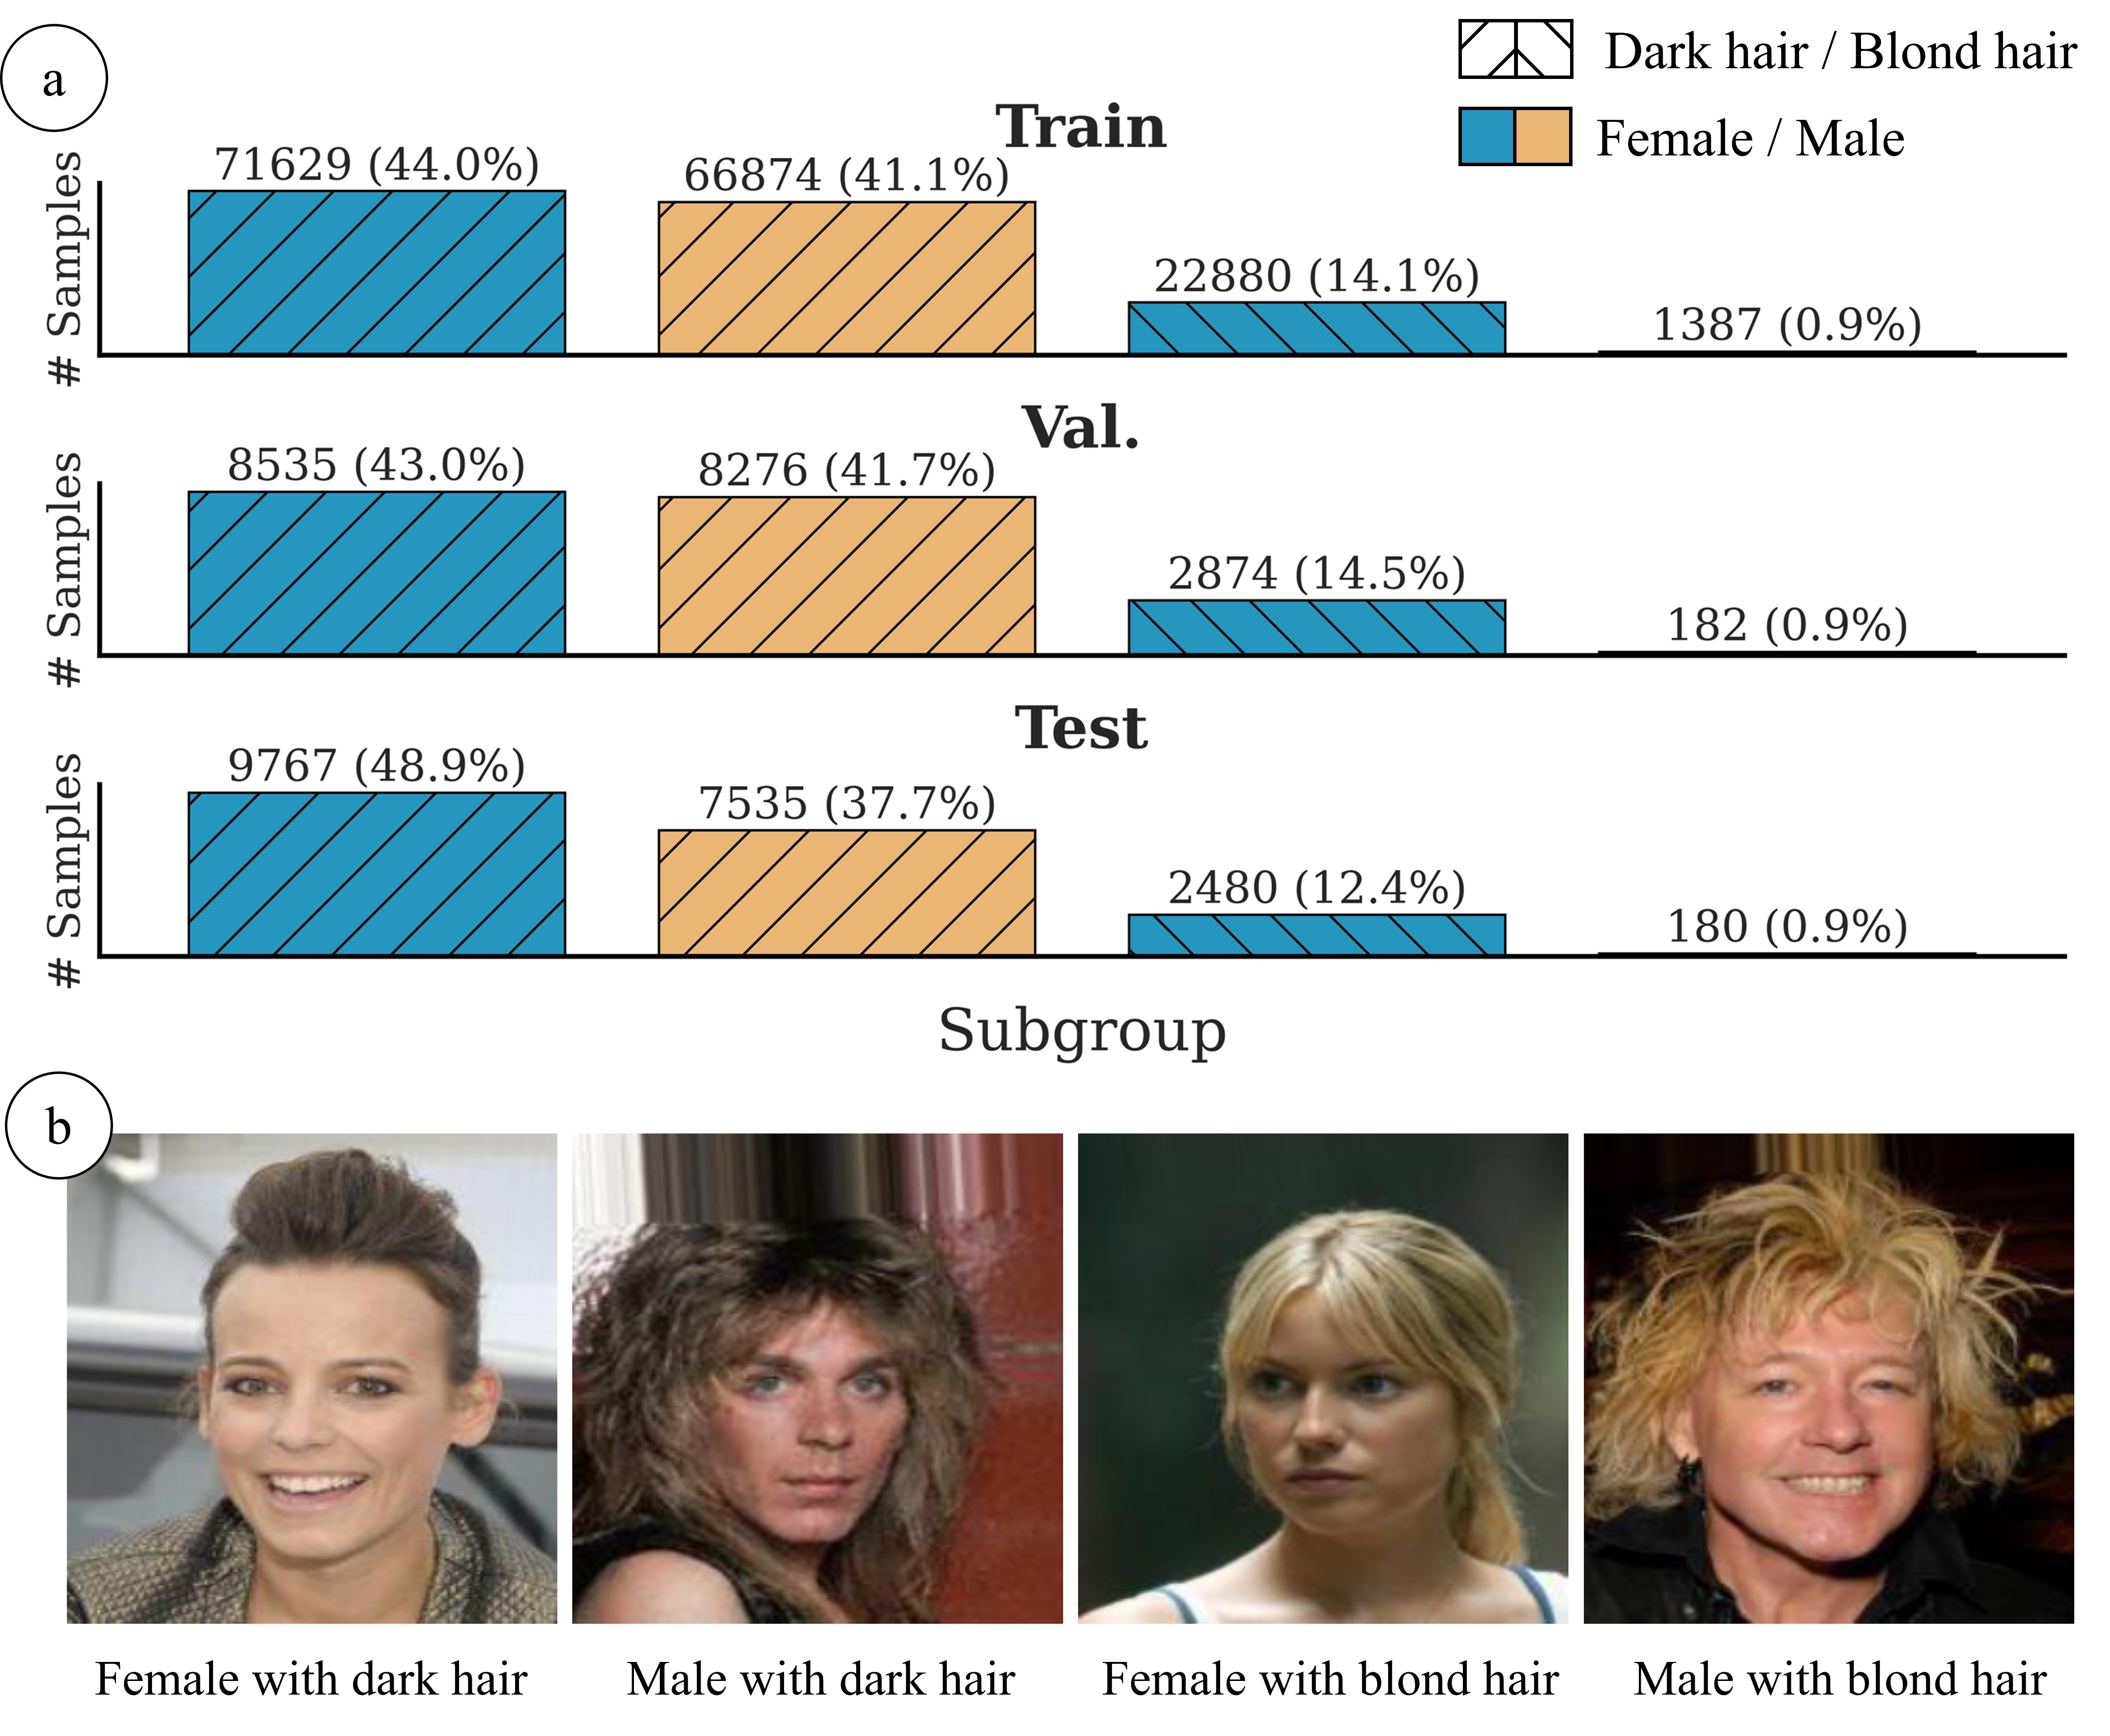 a
Dark hair / Blond hair
Female / Male
Train
# Samples
71629 (44.0%)
66874 (41.1%)
22880 (14.1%)
1387 (0.9%)
Val.
# Samples
8535 (43.0%)
8276 (41.7%)
2874 (14.5%)
182 (0.9%)
Test
# Samples
9767 (48.9%)
7535 (37.7%)
2480 (12.4%)
180 (0.9%)
Subgroup
b
Female with dark hair
Male with dark hair
Female with blond hair
Male with blond hair